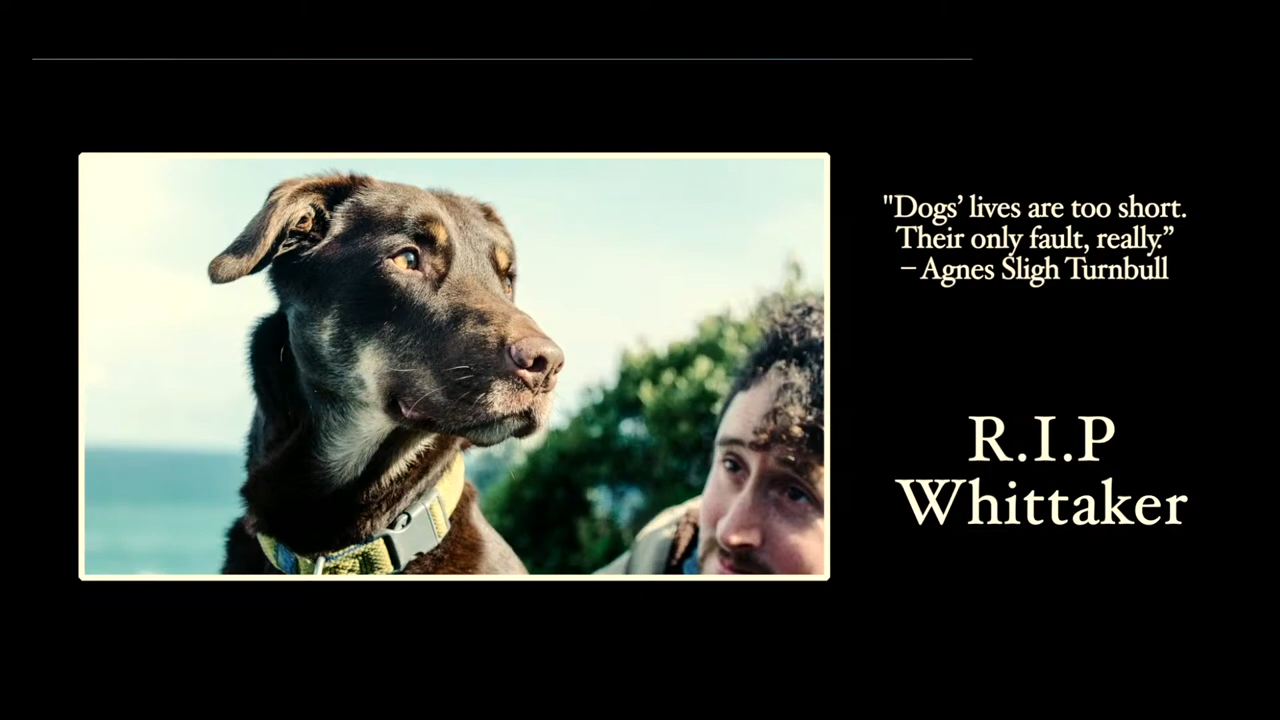 "Dogs’ lives are too short.
Their only fault, really.”
– Agnes Sligh Turnbull
R.I.P
Whittaker